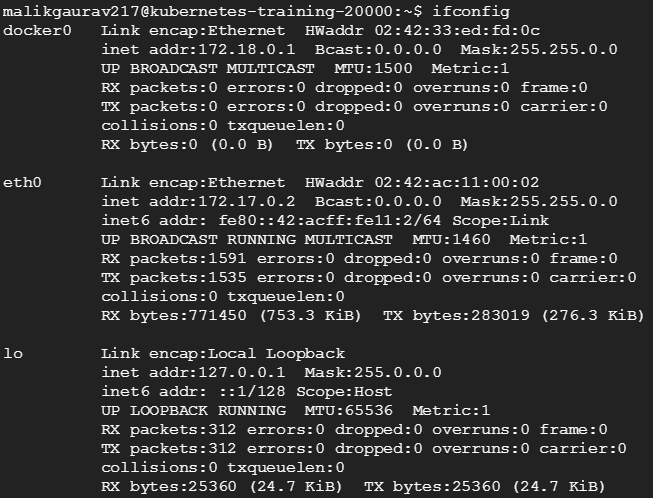 malikgaurav217@kubernetes-training-20000:~$ ifconfig
docker0   Link encap:Ethernet  HWaddr 02:42:33:ed:fd:0c
          inet addr:172.18.0.1  Bcast:0.0.0.0  Mask:255.255.0.0
          UP BROADCAST MULTICAST  MTU:1500  Metric:1
          RX packets:0 errors:0 dropped:0 overruns:0 frame:0
          TX packets:0 errors:0 dropped:0 overruns:0 carrier:0
          collisions:0 txqueuelen:0
          RX bytes:0 (0.0 B)  TX bytes:0 (0.0 B)

eth0      Link encap:Ethernet  HWaddr 02:42:ac:11:00:02
          inet addr:172.17.0.2  Bcast:0.0.0.0  Mask:255.255.0.0
          inet6 addr: fe80::42:acff:fe11:2/64 Scope:Link
          UP BROADCAST RUNNING MULTICAST  MTU:1460  Metric:1
          RX packets:1591 errors:0 dropped:0 overruns:0 frame:0
          TX packets:1535 errors:0 dropped:0 overruns:0 carrier:0
          collisions:0 txqueuelen:0
          RX bytes:771450 (753.3 KiB)  TX bytes:283019 (276.3 KiB)

lo        Link encap:Local Loopback
          inet addr:127.0.0.1  Mask:255.0.0.0
          inet6 addr: ::1/128 Scope:Host
          UP LOOPBACK RUNNING  MTU:65536  Metric:1
          RX packets:312 errors:0 dropped:0 overruns:0 frame:0
          TX packets:312 errors:0 dropped:0 overruns:0 carrier:0
          collisions:0 txqueuelen:0
          RX bytes:25360 (24.7 KiB)  TX bytes:25360 (24.7 KiB)